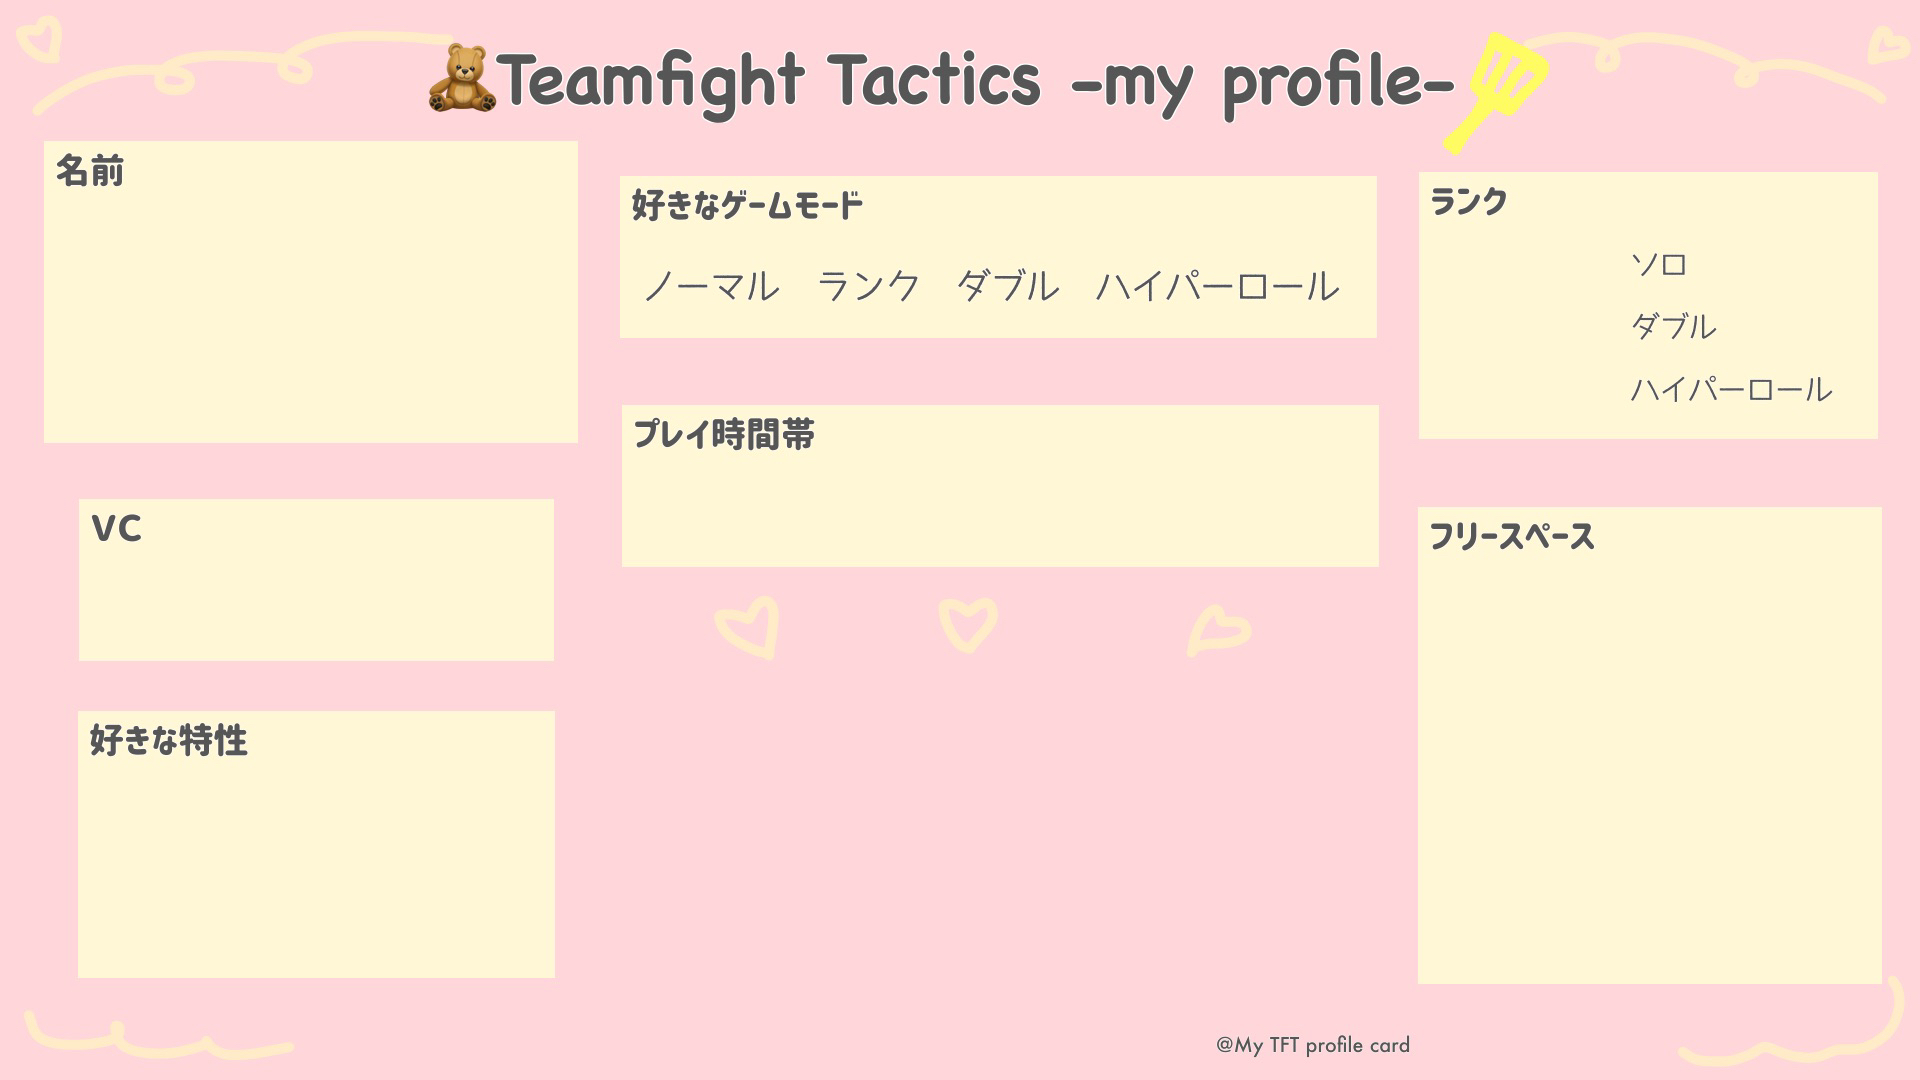 Teamfight Tactics -my profile-
名前
好きなゲームモード
ノーマル ランク ダブル ハイパーロール
ランク
ソロ
ダブル
ハイパーロール
プレイ時間帯
VC
フリースペース
好きな特性
@My TFT profile card